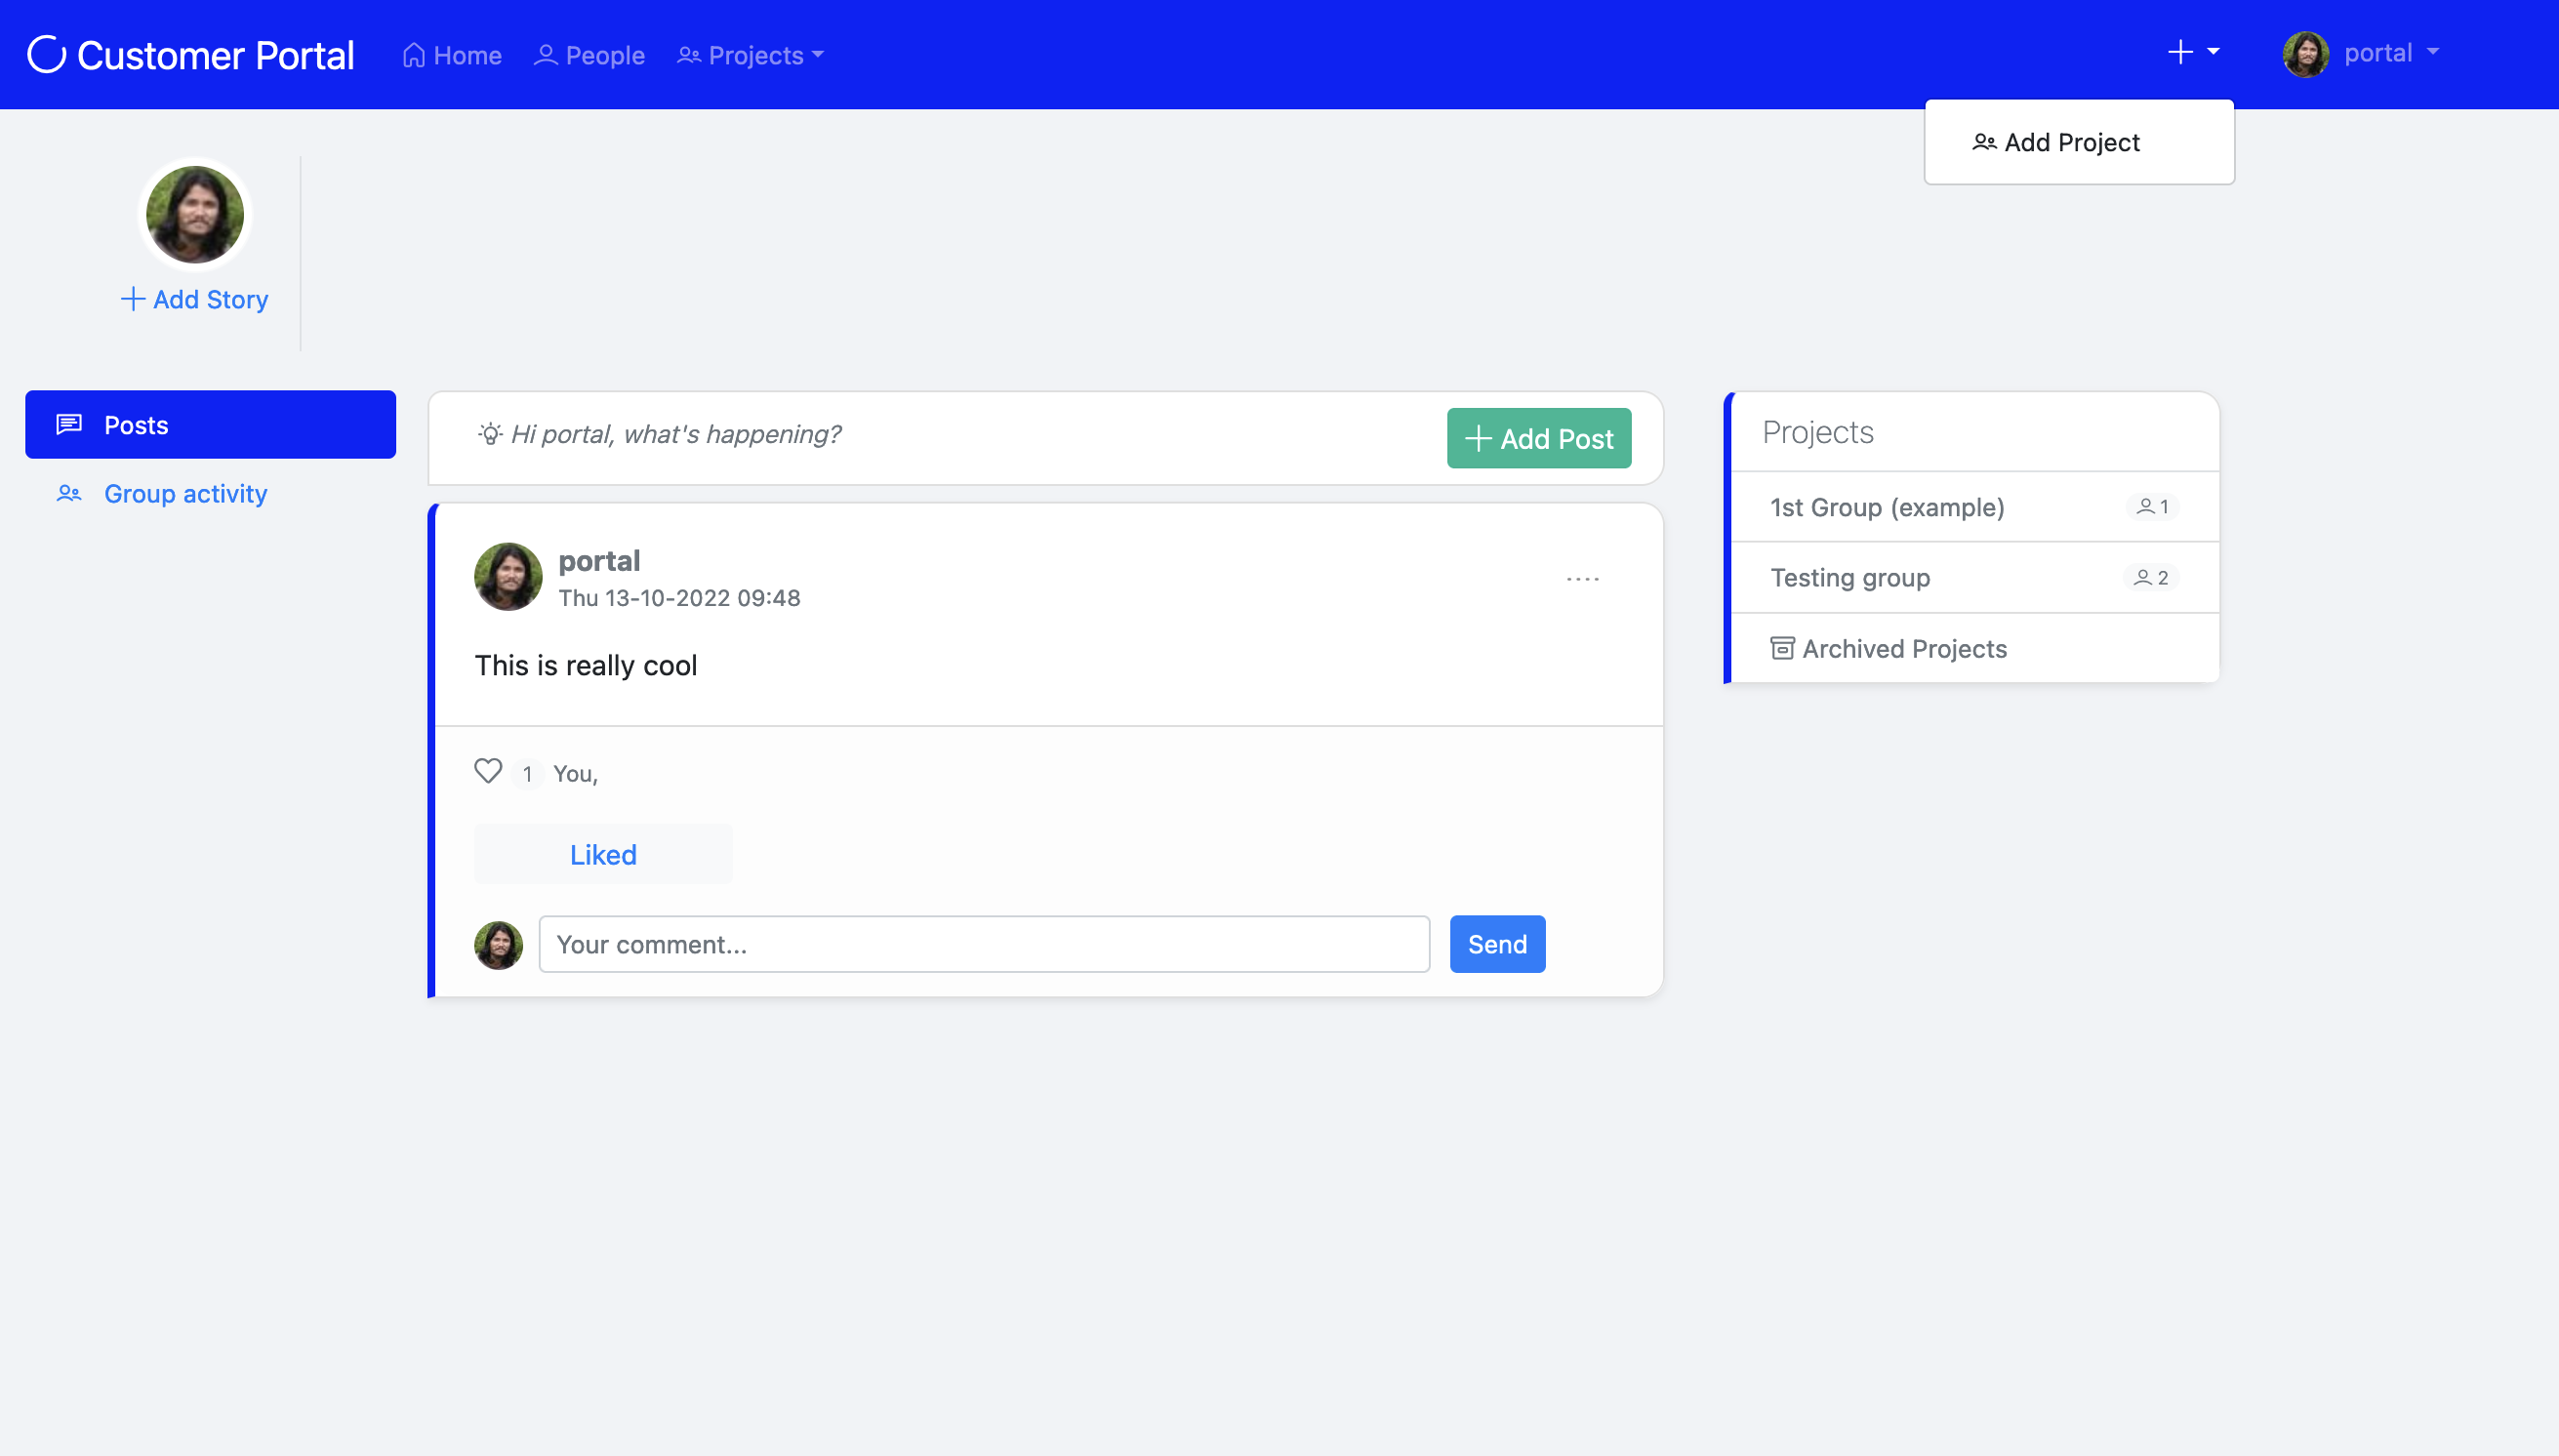 Customer Portal Home People Projects portal
Add Project
Add Story
Posts
Group activity
Hi portal, what's happening?
Add Post
portal
Thu 13-10-2022 09:48
....
This is really cool
1 You,
Liked
Your comment...
Send
Projects
1st Group (example) 1
Testing group 2
Archived Projects